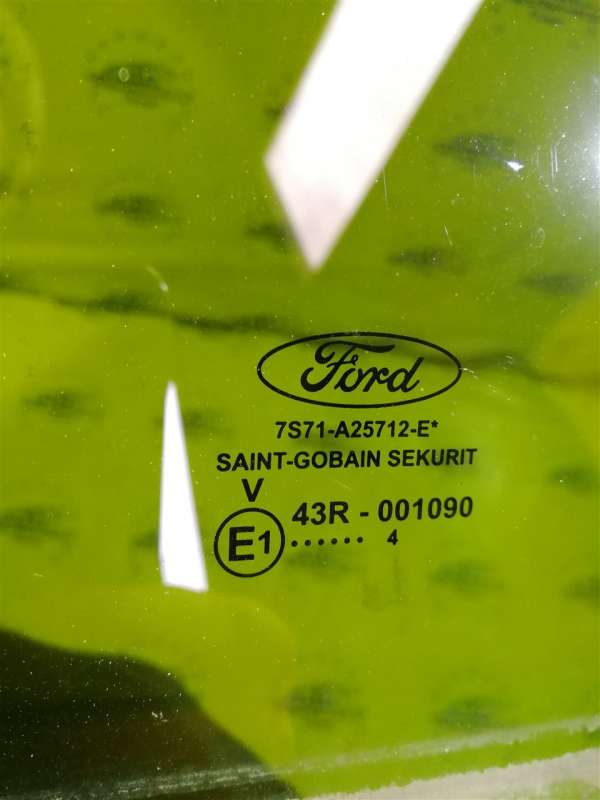 Ford
7S71-A25712-E*
SAINT-GOBAIN SEKURIT
V
43R - 001090
E1 ...... 4